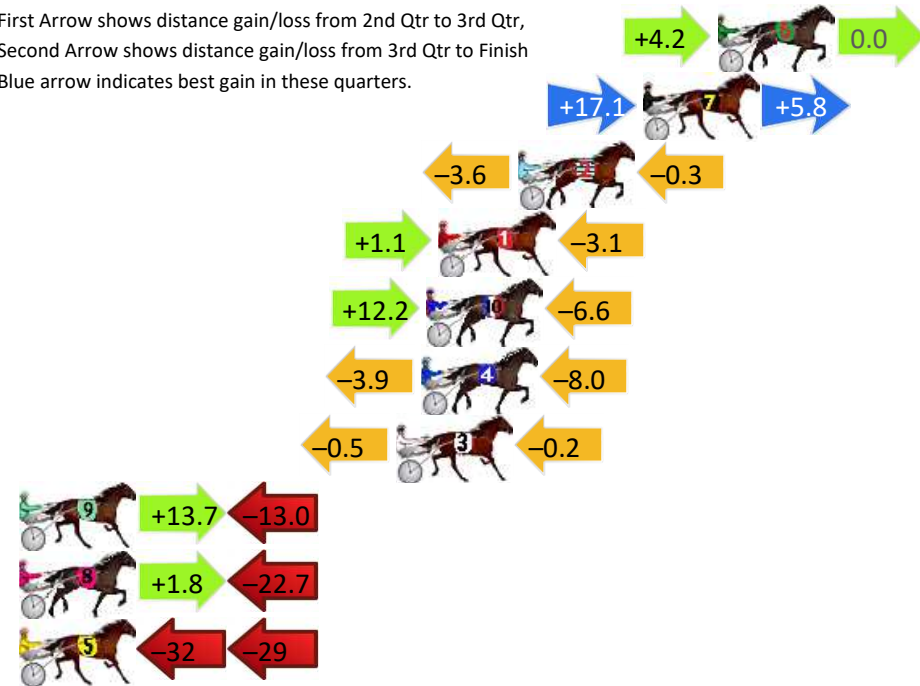 First Arrow shows distance gain/loss from 2nd Qtr to 3rd Qtr,
Second Arrow shows distance gain/loss from 3rd Qtr to Finish
Blue arrow indicates best gain in these quarters.
+4.2 6 0.0
+17.1 7 +5.8
–3.6 2 –0.3
+1.1 1 –3.1
+12.2 10 –6.6
–3.9 4 –8.0
–0.5 3 –0.2
9 +13.7 –13.0
8 +1.8 –22.7
5 –32 –29